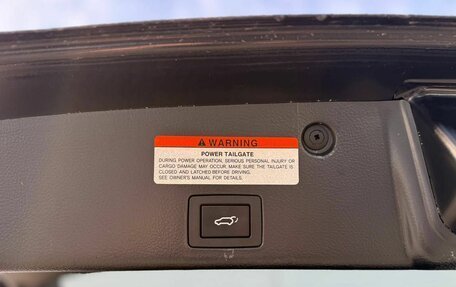 WARNING
POWER TAILGATE
DURING POWER OPERATION, SERIOUS PERSONAL INJURY OR
CARGO DAMAGE MAY OCCUR. MAKE SURE THE TAILGATE IS
CLOSED AND LATCHED BEFORE DRIVING.
SEE OWNER'S MANUAL FOR DETAILS.